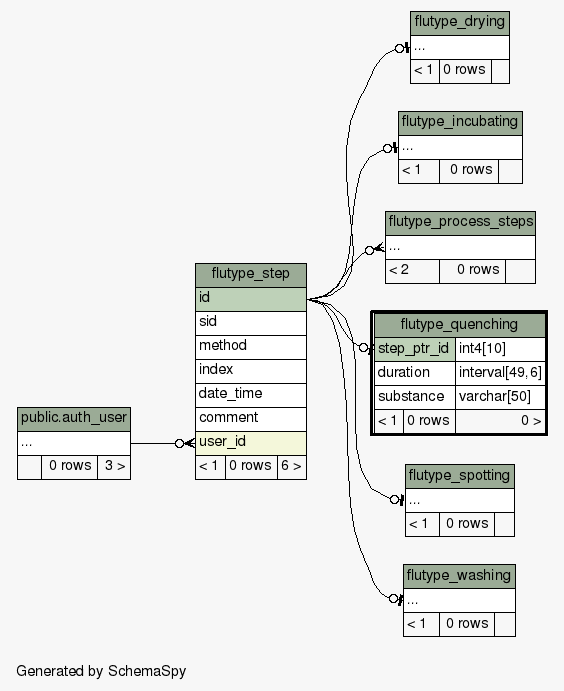 flutype_drying
...
< 1 0 rows
flutype_incubating
...
< 1 0 rows
flutype_process_steps
...
< 2 0 rows
flutype_step
id
sid
method
index
date_time
comment
user_id
< 1 0 rows 6 >
flutype_quenching
step_ptr_id int4[10]
duration interval[49,6]
substance varchar[50]
< 1 0 rows 0 >
public.auth_user
...
0 rows 3 >
flutype_spotting
...
< 1 0 rows
flutype_washing
...
< 1 0 rows
Generated by SchemaSpy